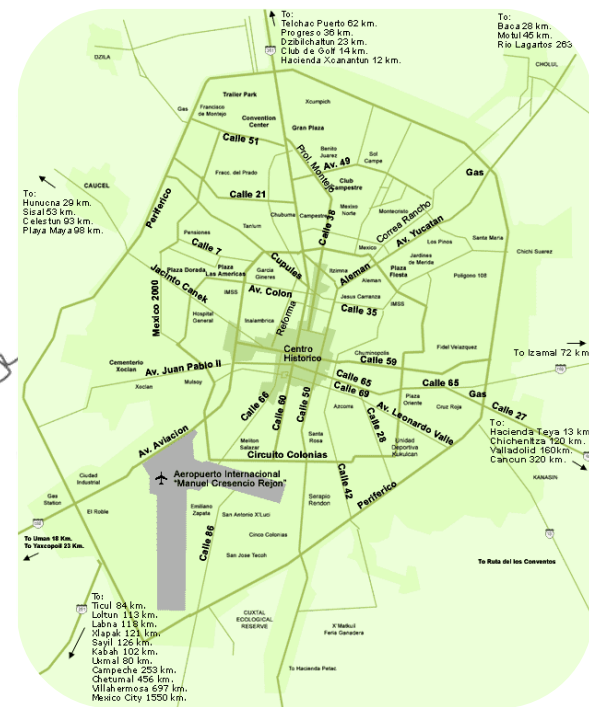 To:
Telchac Puerto 62 km.
Progreso 36 km.
Dzibilchaltun 23 km.
Club de Golf 14 km.
Hacienda Xcanantun 12 km.
To:
Baca 28 km.
Motul 45 km.
Rio Lagartos 263
DZILA
CHOLUL
Trailer Park
Xcumpich
Gas
Francisco
de Montejo
Convention
Center
Gran Plaza
Calle 51
Benito
Juarez
Sol
Campe
Prol. Montejo
Av. 49
Gas
Frecc. del Prado
Club
Campestre
CAUCEL
To:
Hunucna 29 km.
Sisal 53 km.
Celestun 93 km.
Playa Maya 98 km.
Periferico
Calle 21
Mexico
Norte
Chuburna
Campestre
Montecristo
Correa Rancho
Calle 38
Av. Yucatan
Pensiones
Tanlum
Calle 7
Mexico
Los Pinos
Santa Maria
Chichi Suarez
Cupules
Itzimna
Jardines
de Merida
Jacinto Canek
Plaza Dorada
Plaza
Las Americas
Garcia
Gineres
Aleman
Aleman
Plaza
Fiesta
Poligono 108
Mexico 2000
IMSS
Av. Colon
Jesus Carranza
IMSS
Reforma
Calle 35
Hospital
General
Inalambrica
Centro
Historico
Fidel Velazquez
Chuminopolis
To Izamal 72 km
Cementerio
Xoclan
Av. Juan Pablo II
Calle 59
Calle 65
Calle 65
Xoclan
Mulsay
Calle 69
Gas
Calle 66
Calle 60
Calle 50
Azcorra
Plaza
Oriente
Cruz Roja
Av. Leonardo Valle
Calle 27
Calle 28
To:
Hacienda Teya 13 km
Chichenitza 120 km.
Valladolid 160km.
Cancun 320 km.
Av. Aviacion
Meliton
Salazar
Santa
Rosa
Unidad
Deportiva
Kukulcan
Circuito Colonias
KANASIN
Ciudad
Industrial
Aeropuerto Internacional
"Manuel Cresencio Rejon"
Calle 42
Periferico
Gas
Station
El Roble
Emiliano
Zapata
San Antonio X'Luci
Serapio
Rendon
Cinco Colonias
Calle 86
To Uman 18 Km.
To Yaxcopoil 23 Km.
San Jose Tecoh
To Ruta del los Conventos
To:
Ticul 84 km.
Loltun 113 km.
Labna 118 km.
Xlapak 121 km.
Sayil 126 km.
Kabah 102 km.
Uxmal 80 km.
Campeche 253 km.
Chetumal 456 km.
Villahermosa 697 km.
Mexico City 1550 km.
CUXTAL
ECOLOGICAL
RESERVE
X'Matkuil
Feria Ganadera
To Hacienda Petac